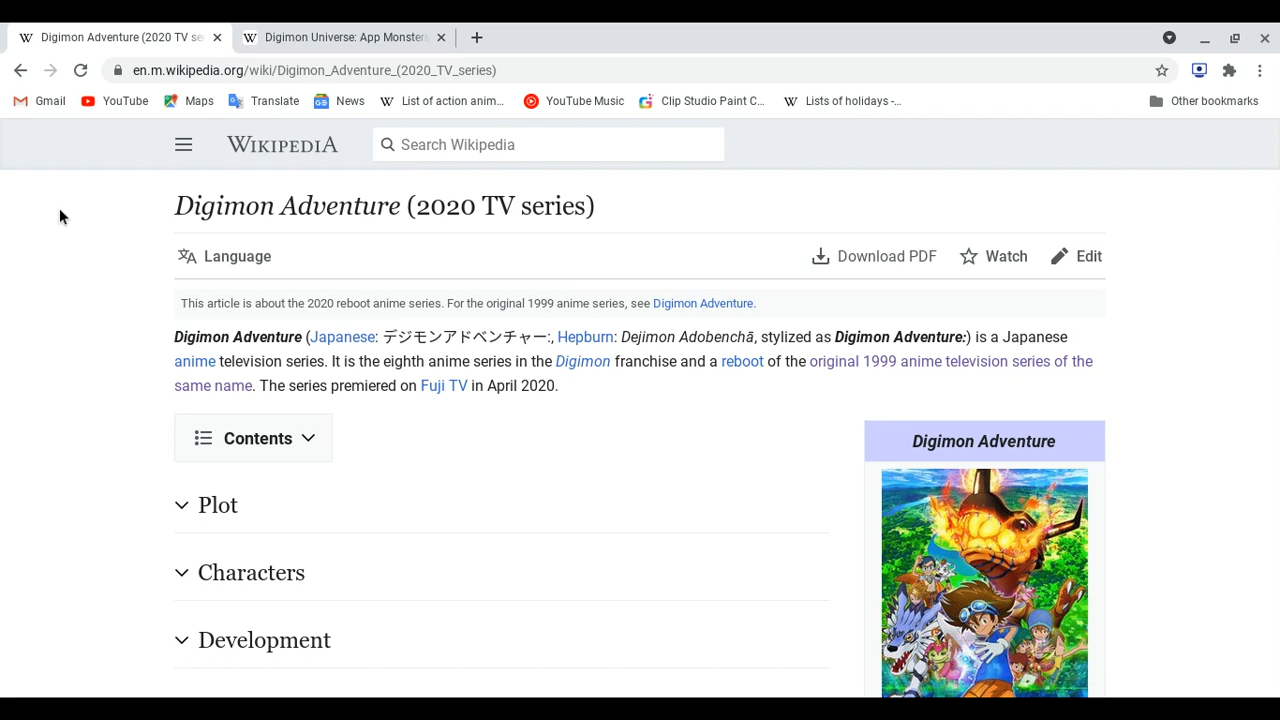 Digimon Adventure (2020 TV se
Digimon Universe: App Monsters
en.m.wikipedia.org/wiki/Digimon_Adventure_(2020_TV_series)
Gmail YouTube Maps Translate News List of action anim... YouTube Music Clip Studio Paint C... Lists of holidays -... Other bookmarks
WIKIPEDIA Search Wikipedia
Digimon Adventure (2020 TV series)
Language Download PDF Watch Edit
This article is about the 2020 reboot anime series. For the original 1999 anime series, see Digimon Adventure.
Digimon Adventure (Japanese: デジモンアドベンチャー:, Hepburn: Dejimon Adobenchā, stylized as Digimon Adventure:) is a Japanese
anime television series. It is the eighth anime series in the Digimon franchise and a reboot of the original 1999 anime television series of the
same name. The series premiered on Fuji TV in April 2020.
Contents
Digimon Adventure
Plot
Characters
Development